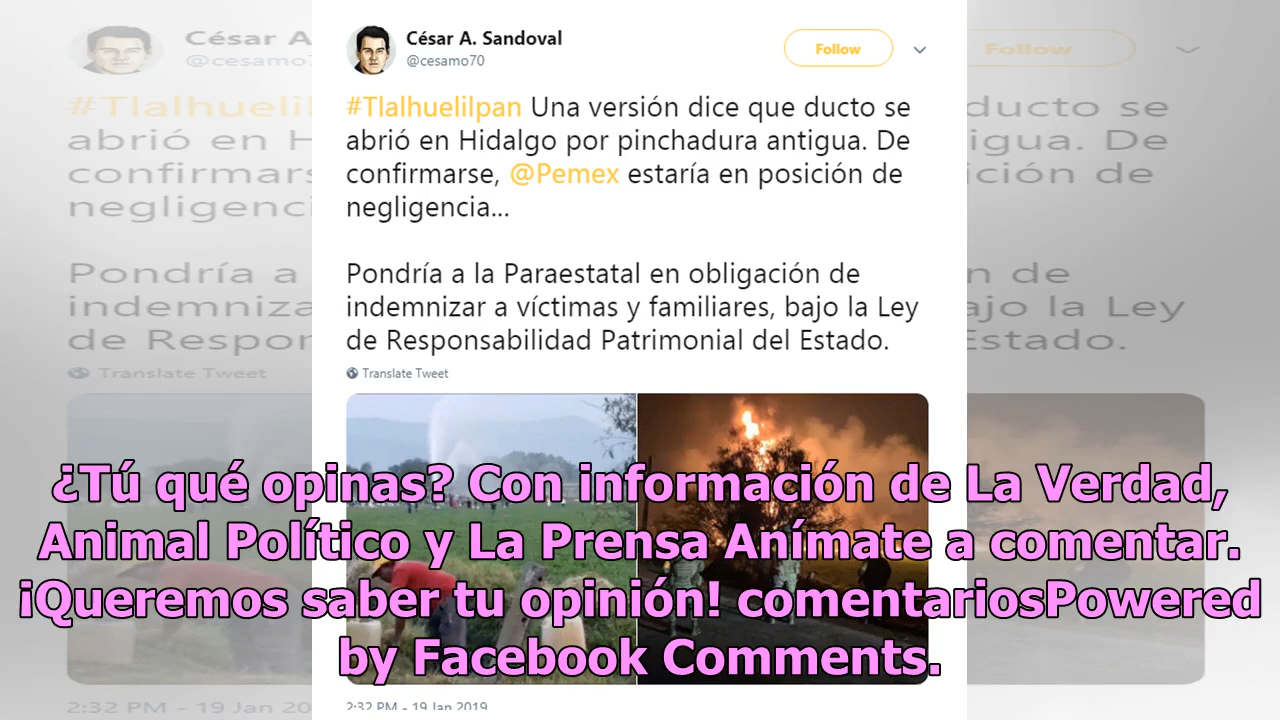 César A. Sandoval
@cesamo70
Follow
#Tlalhuelilpan Una versión dice que ducto se
abrió en Hidalgo por pinchadura antigua. De
confirmarse, @Pemex estaría en posición de
negligencia...
Pondría a la Paraestatal en obligación de
indemnizar a víctimas y familiares, bajo la Ley
de Responsabilidad Patrimonial del Estado.
Translate Tweet
¿Tú qué opinas? Con información de La Verdad,
Animal Político y La Prensa Anímate a comentar.
¡Queremos saber tu opinión! comentariosPowered
by Facebook Comments.
2:32 PM - 19 Jan 2019